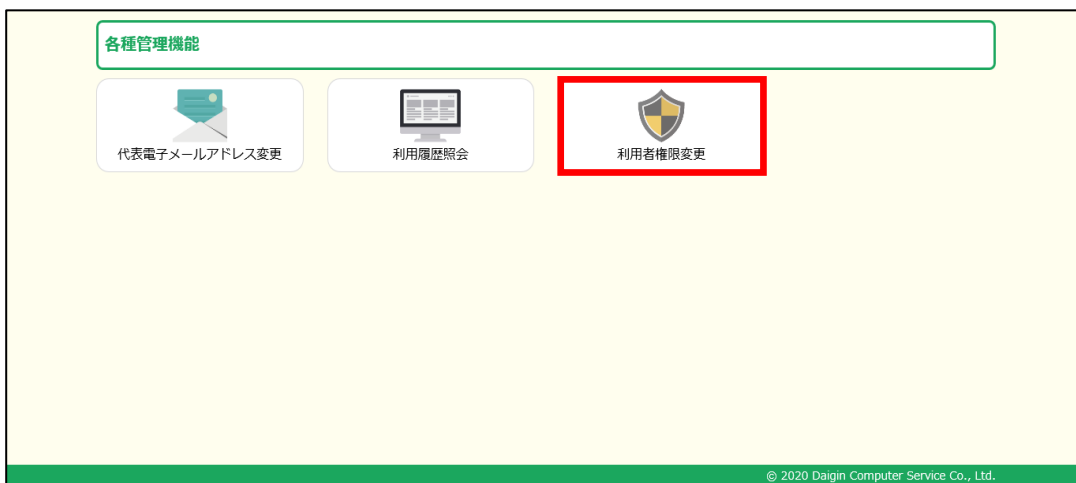 各種管理機能
代表電子メールアドレス変更
利用履歴照会
利用者権限変更
© 2020 Daigin Computer Service Co., Ltd.